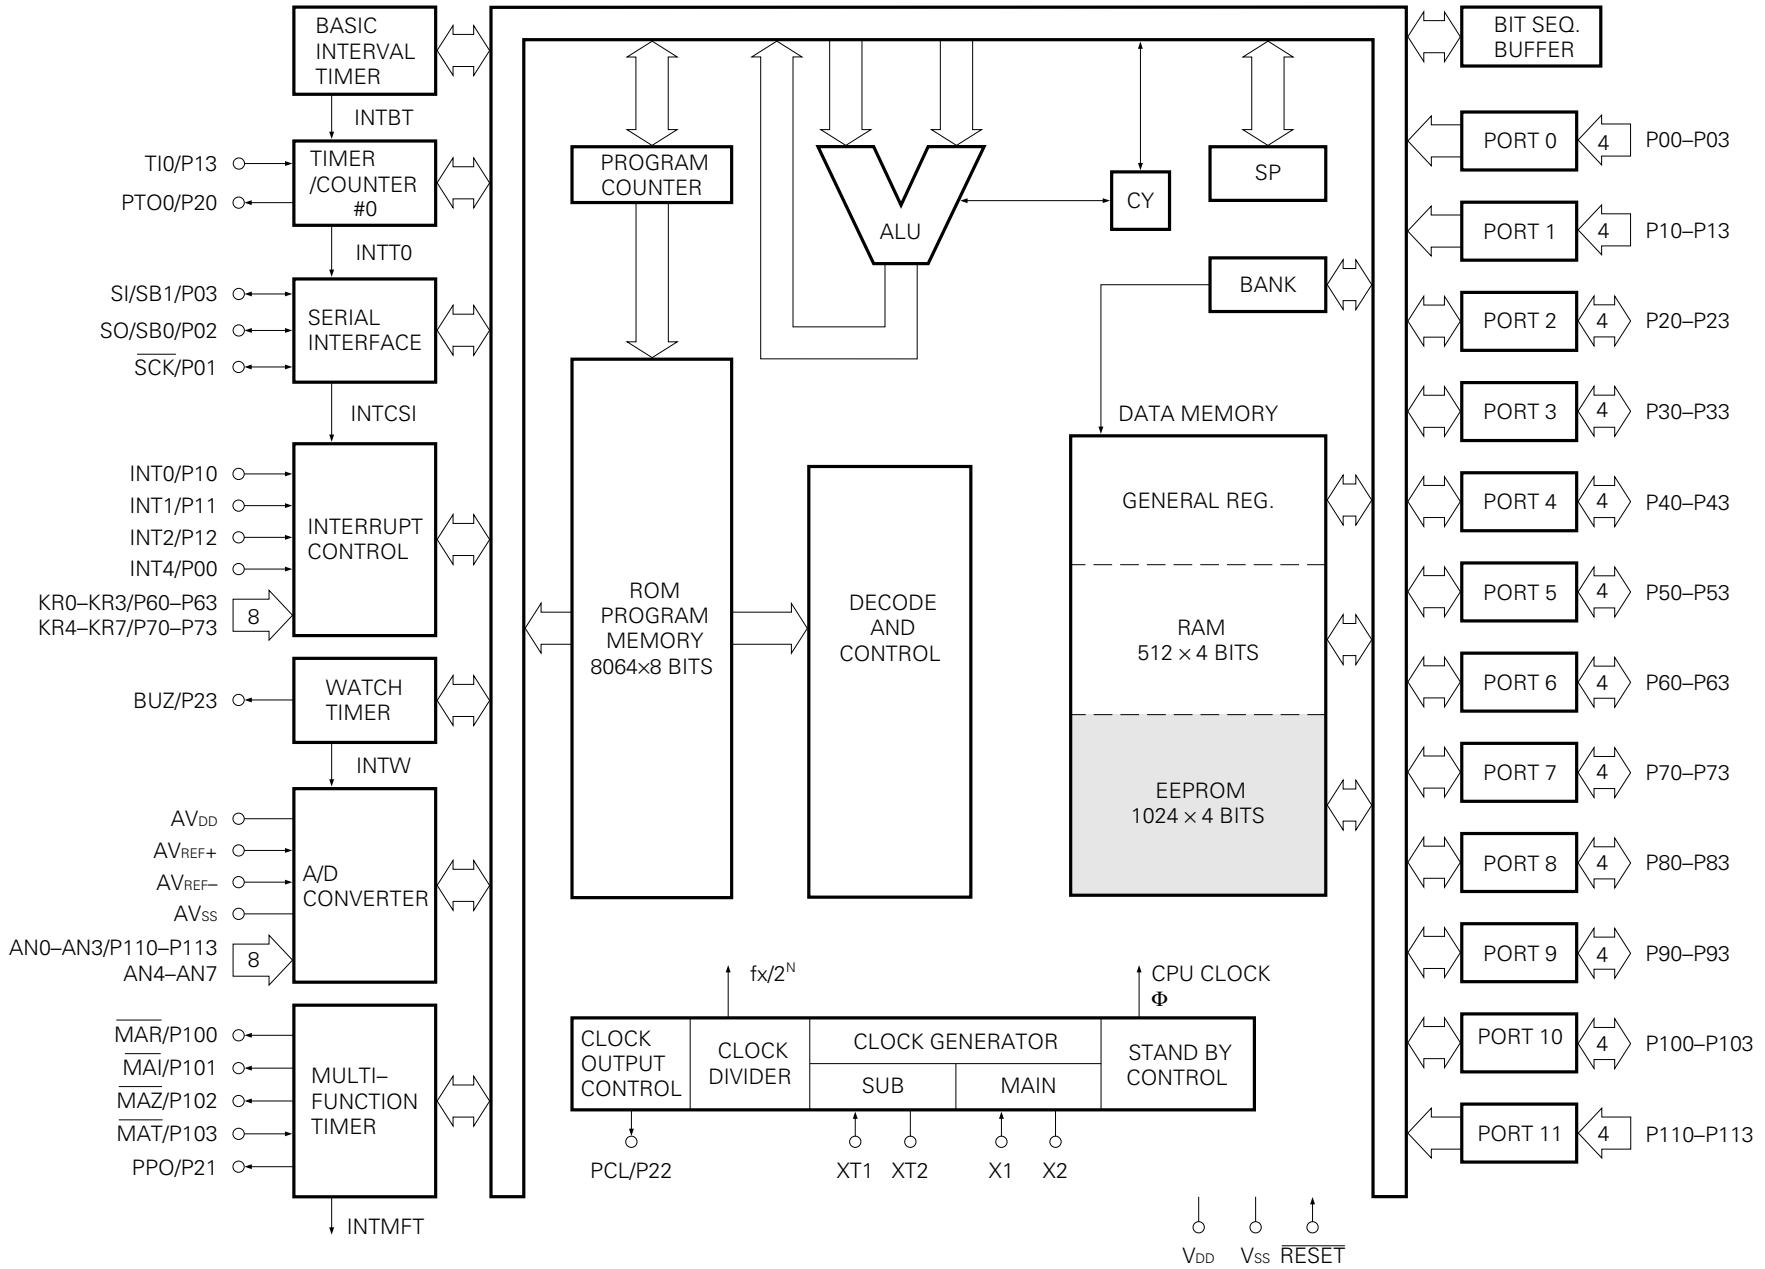 BASIC
INTERVAL
TIMER
INTBT
TI0/P13
PTO0/P20
TIMER
/COUNTER
#0
INTT0
SI/SB1/P03
SO/SB0/P02
SCK/P01
SERIAL
INTERFACE
INTCSI
INT0/P10
INT1/P11
INT2/P12
INT4/P00
KR0–KR3/P60–P63
KR4–KR7/P70–P73
8
INTERRUPT
CONTROL
BUZ/P23
WATCH
TIMER
INTW
AVDD
AVREF+
AVREF–
AVSS
AN0–AN3/P110–P113
AN4–AN7
8
A/D
CONVERTER
MAR/P100
MAI/P101
MAZ/P102
MAT/P103
PPO/P21
MULTI–
FUNCTION
TIMER
INTMFT
PROGRAM
COUNTER
ALU
CY
SP
BANK
ROM
PROGRAM
MEMORY
8064×8 BITS
DECODE
AND
CONTROL
DATA MEMORY
GENERAL REG.
RAM
512 × 4 BITS
EEPROM
1024 × 4 BITS
fx/2N
CPU CLOCK
Φ
CLOCK
OUTPUT
CONTROL
CLOCK
DIVIDER
CLOCK GENERATOR
SUB
MAIN
STAND BY
CONTROL
PCL/P22
XT1
XT2
X1
X2
VDD
VSS
RESET
BIT SEQ.
BUFFER
PORT 0
4
P00–P03
PORT 1
4
P10–P13
PORT 2
4
P20–P23
PORT 3
4
P30–P33
PORT 4
4
P40–P43
PORT 5
4
P50–P53
PORT 6
4
P60–P63
PORT 7
4
P70–P73
PORT 8
4
P80–P83
PORT 9
4
P90–P93
PORT 10
4
P100–P103
PORT 11
4
P110–P113